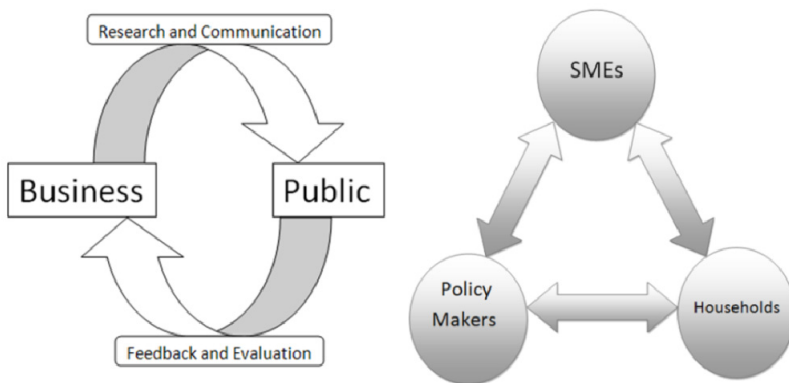 Research and Communication
Business
Public
Feedback and Evaluation
SMEs
Policy
Makers
Households